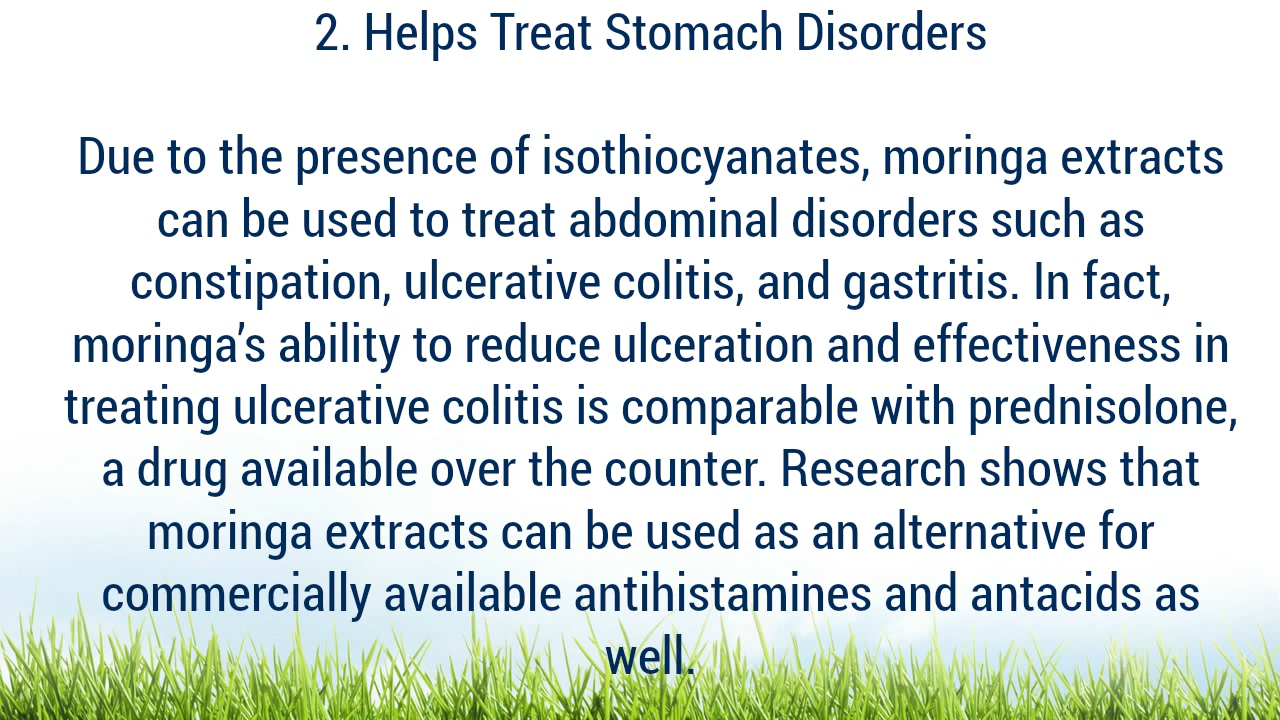 2. Helps Treat Stomach Disorders
Due to the presence of isothiocyanates, moringa extracts
can be used to treat abdominal disorders such as
constipation, ulcerative colitis, and gastritis. In fact,
moringa’s ability to reduce ulceration and effectiveness in
treating ulcerative colitis is comparable with prednisolone,
a drug available over the counter. Research shows that
moringa extracts can be used as an alternative for
commercially available antihistamines and antacids as
well.